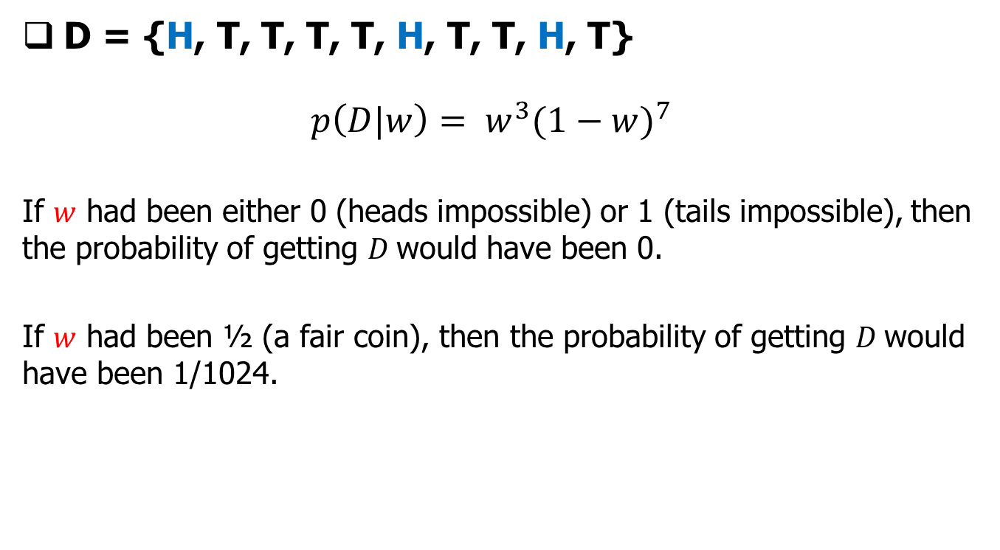 ❑ D = {H, T, T, T, T, H, T, T, H, T}
𝑝(𝐷|𝑤) = 𝑤³(1 − 𝑤)⁷
If 𝑤 had been either 0 (heads impossible) or 1 (tails impossible), then
the probability of getting 𝐷 would have been 0.
If 𝑤 had been ½ (a fair coin), then the probability of getting 𝐷 would
have been 1/1024.